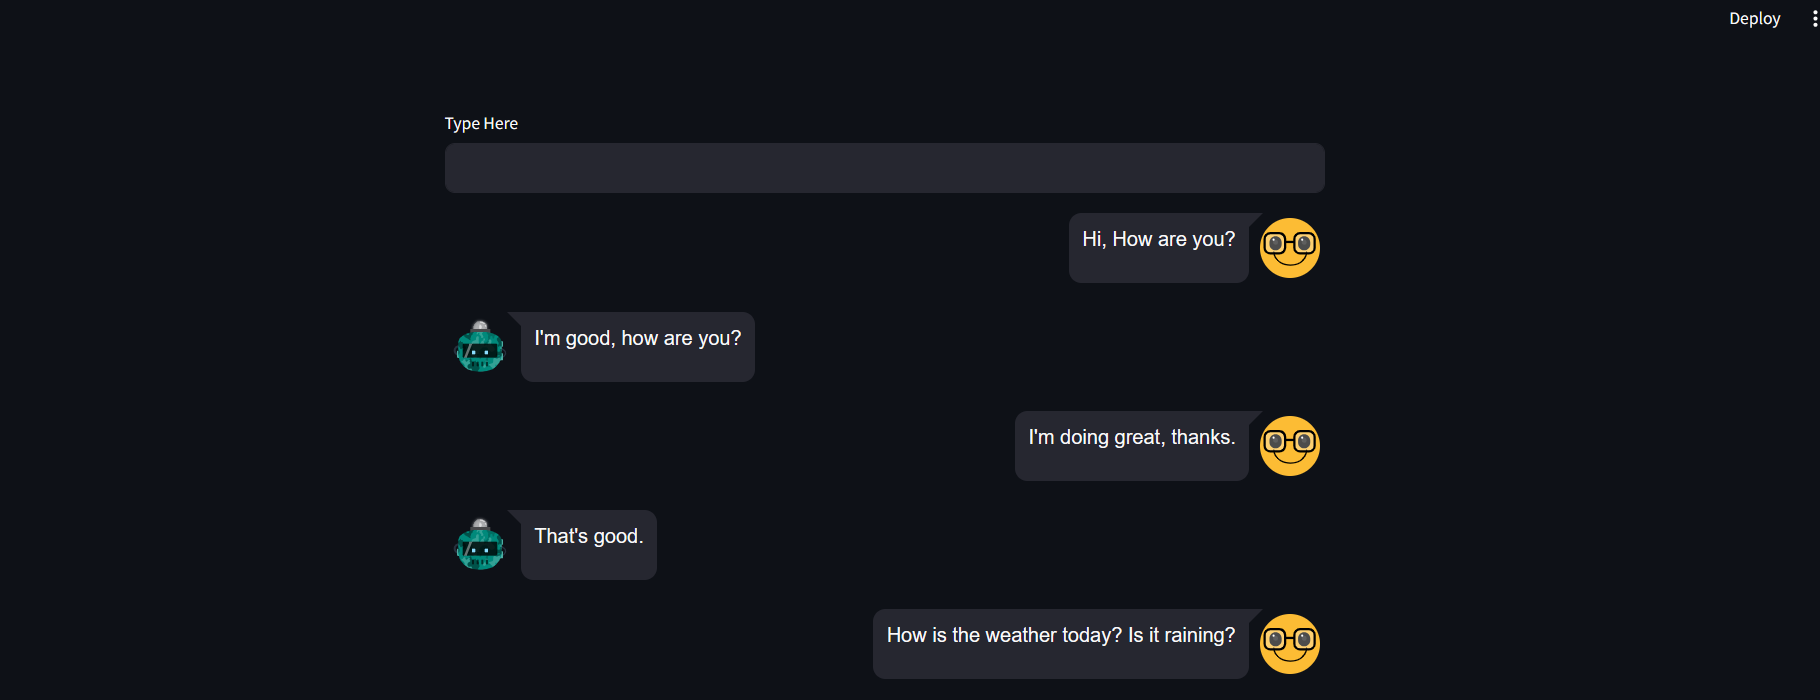 Deploy
Type Here
Hi, How are you?
I'm good, how are you?
I'm doing great, thanks.
That's good.
How is the weather today? Is it raining?